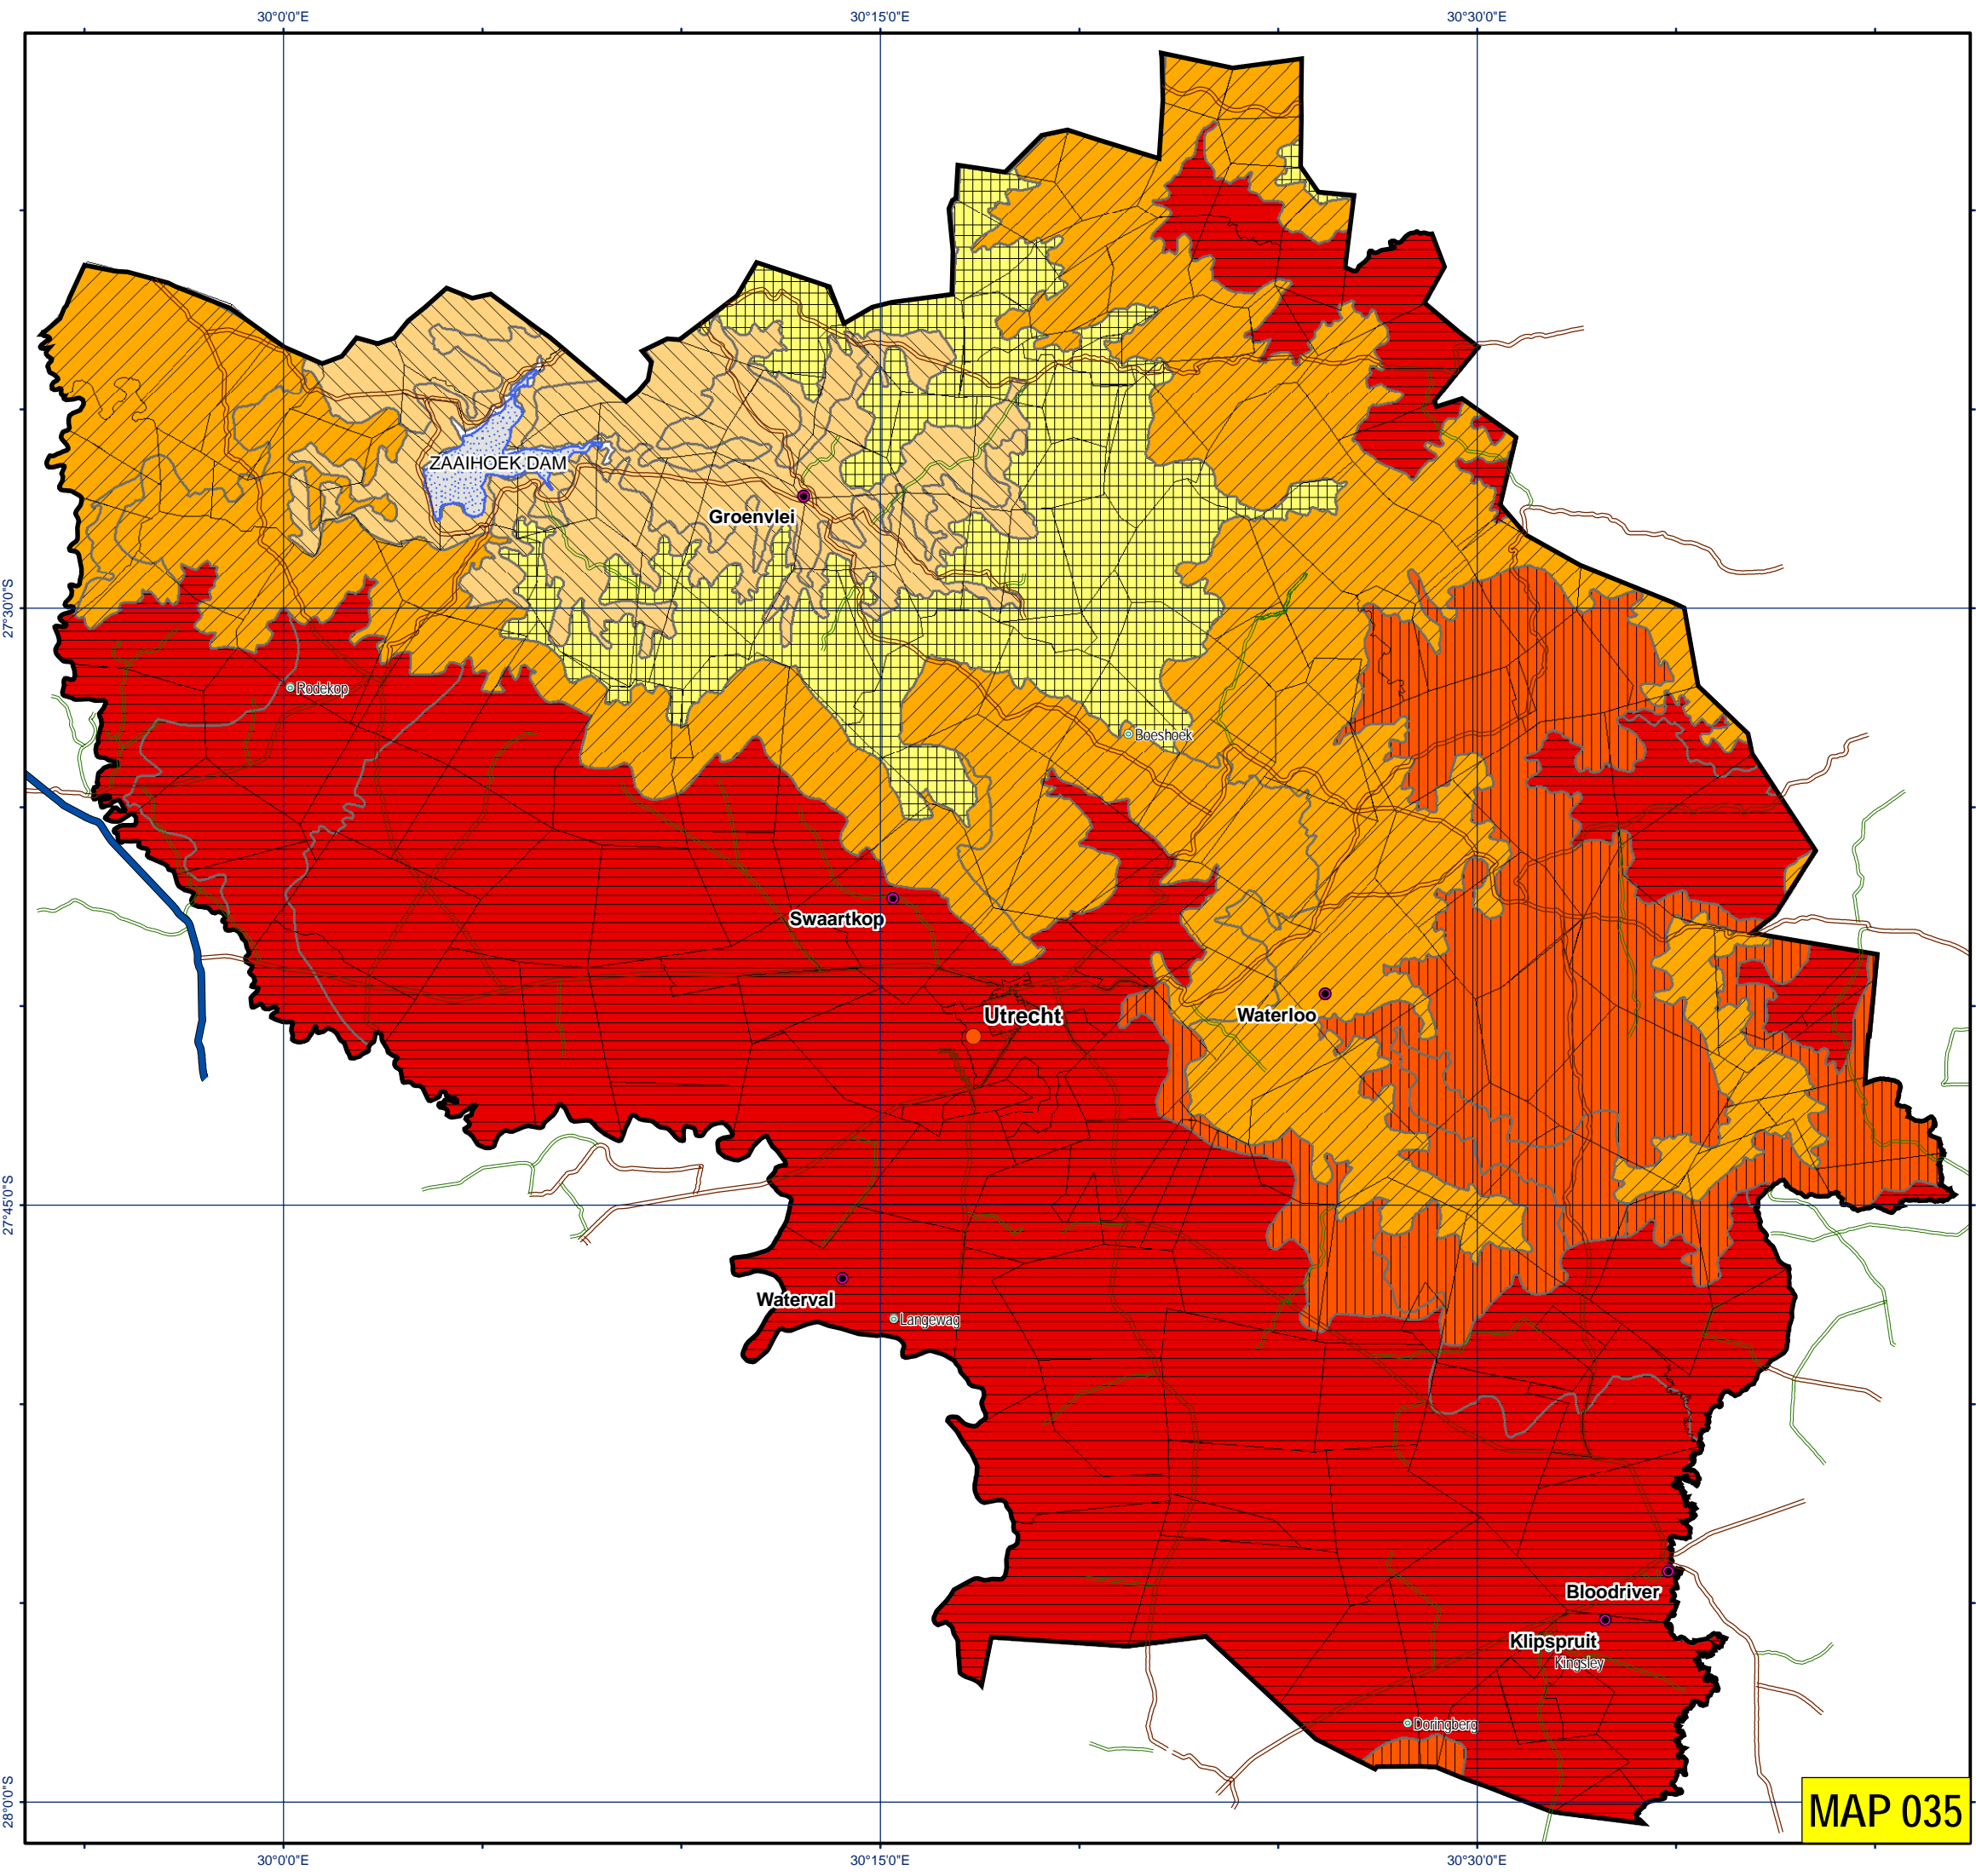 30°0'0"E
30°15'0"E
30°30'0"E
ZAAIHOEK DAM
Groenvlei
27°30'0"S
Rodekop
Boeshoek
Swaartkop
Utrecht
Waterloo
27°45'0"S
Waterval
Langewag
Bloodriver
Klipspruit
Kingsley
Doringberg
28°0'0"S
MAP 035
30°0'0"E
30°15'0"E
30°30'0"E